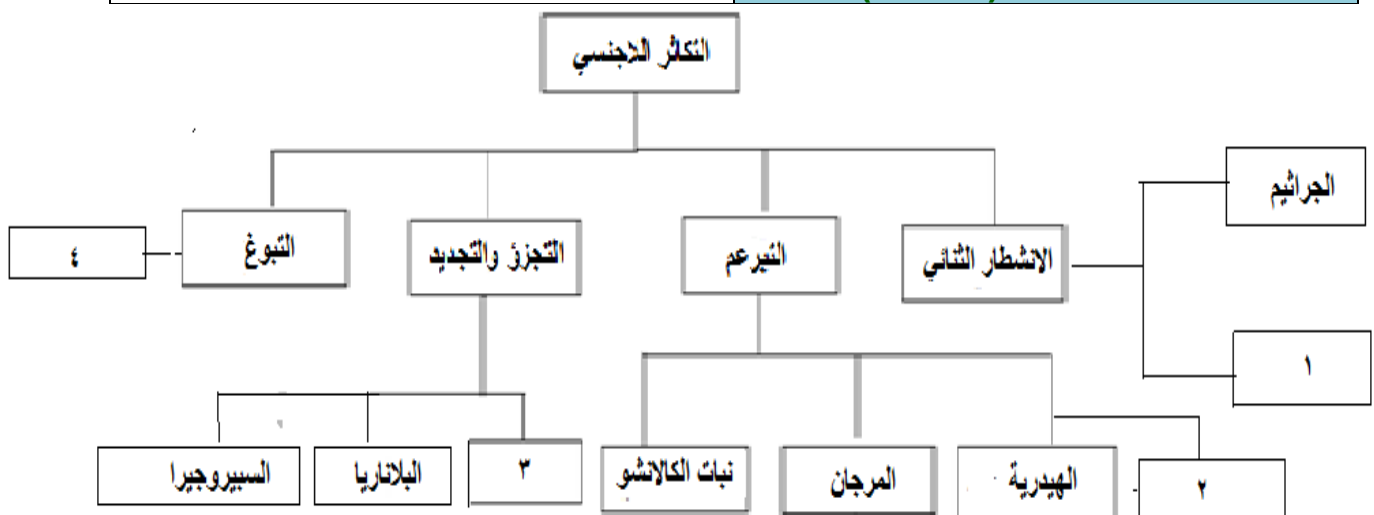 التكاثر اللاجنسي
الجراثيم
الانشطار الثنائي
التبرعم
التجزؤ والتجديد
التبوغ
٤
١
٢
الهيدرية
المرجان
نبات الكالانشو
٣
البلاناريا
السبيروجيرا